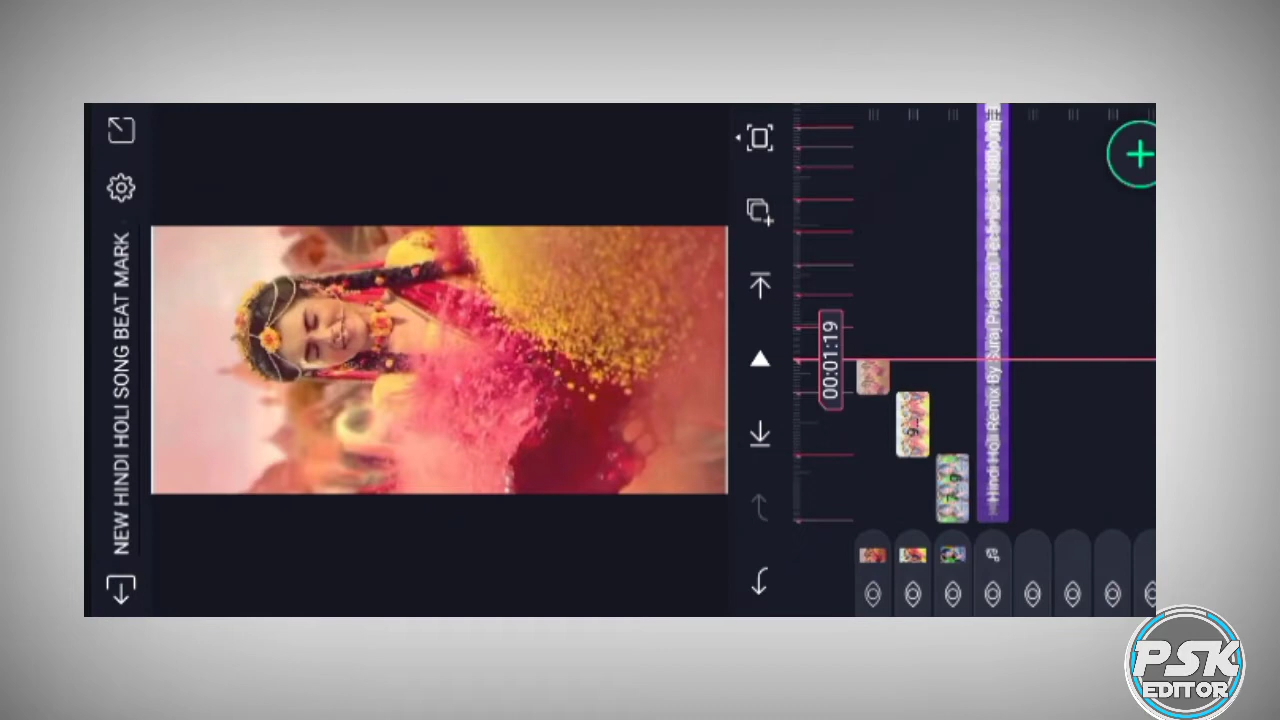 NEW HINDI HOLI SONG BEAT MARK
00:01:19
Hindi Holi Remix By Suraj Prajapati
PSK
EDITOR